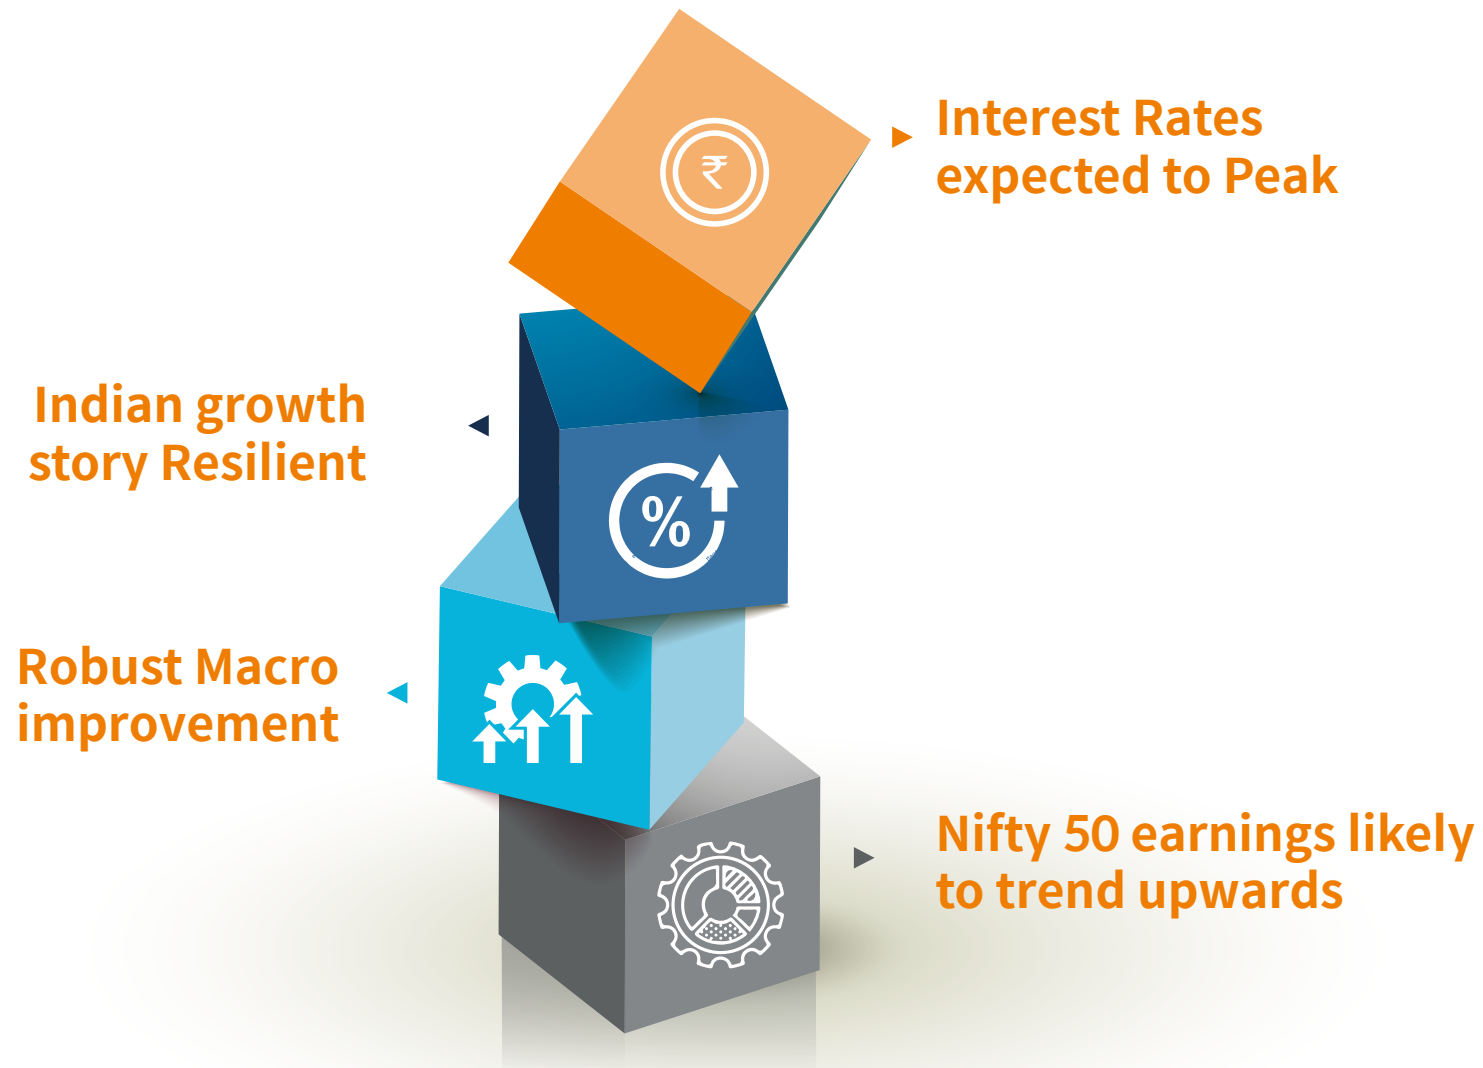 Interest Rates
expected to Peak
₹
Indian growth
story Resilient
%
Robust Macro
improvement
Nifty 50 earnings likely
to trend upwards